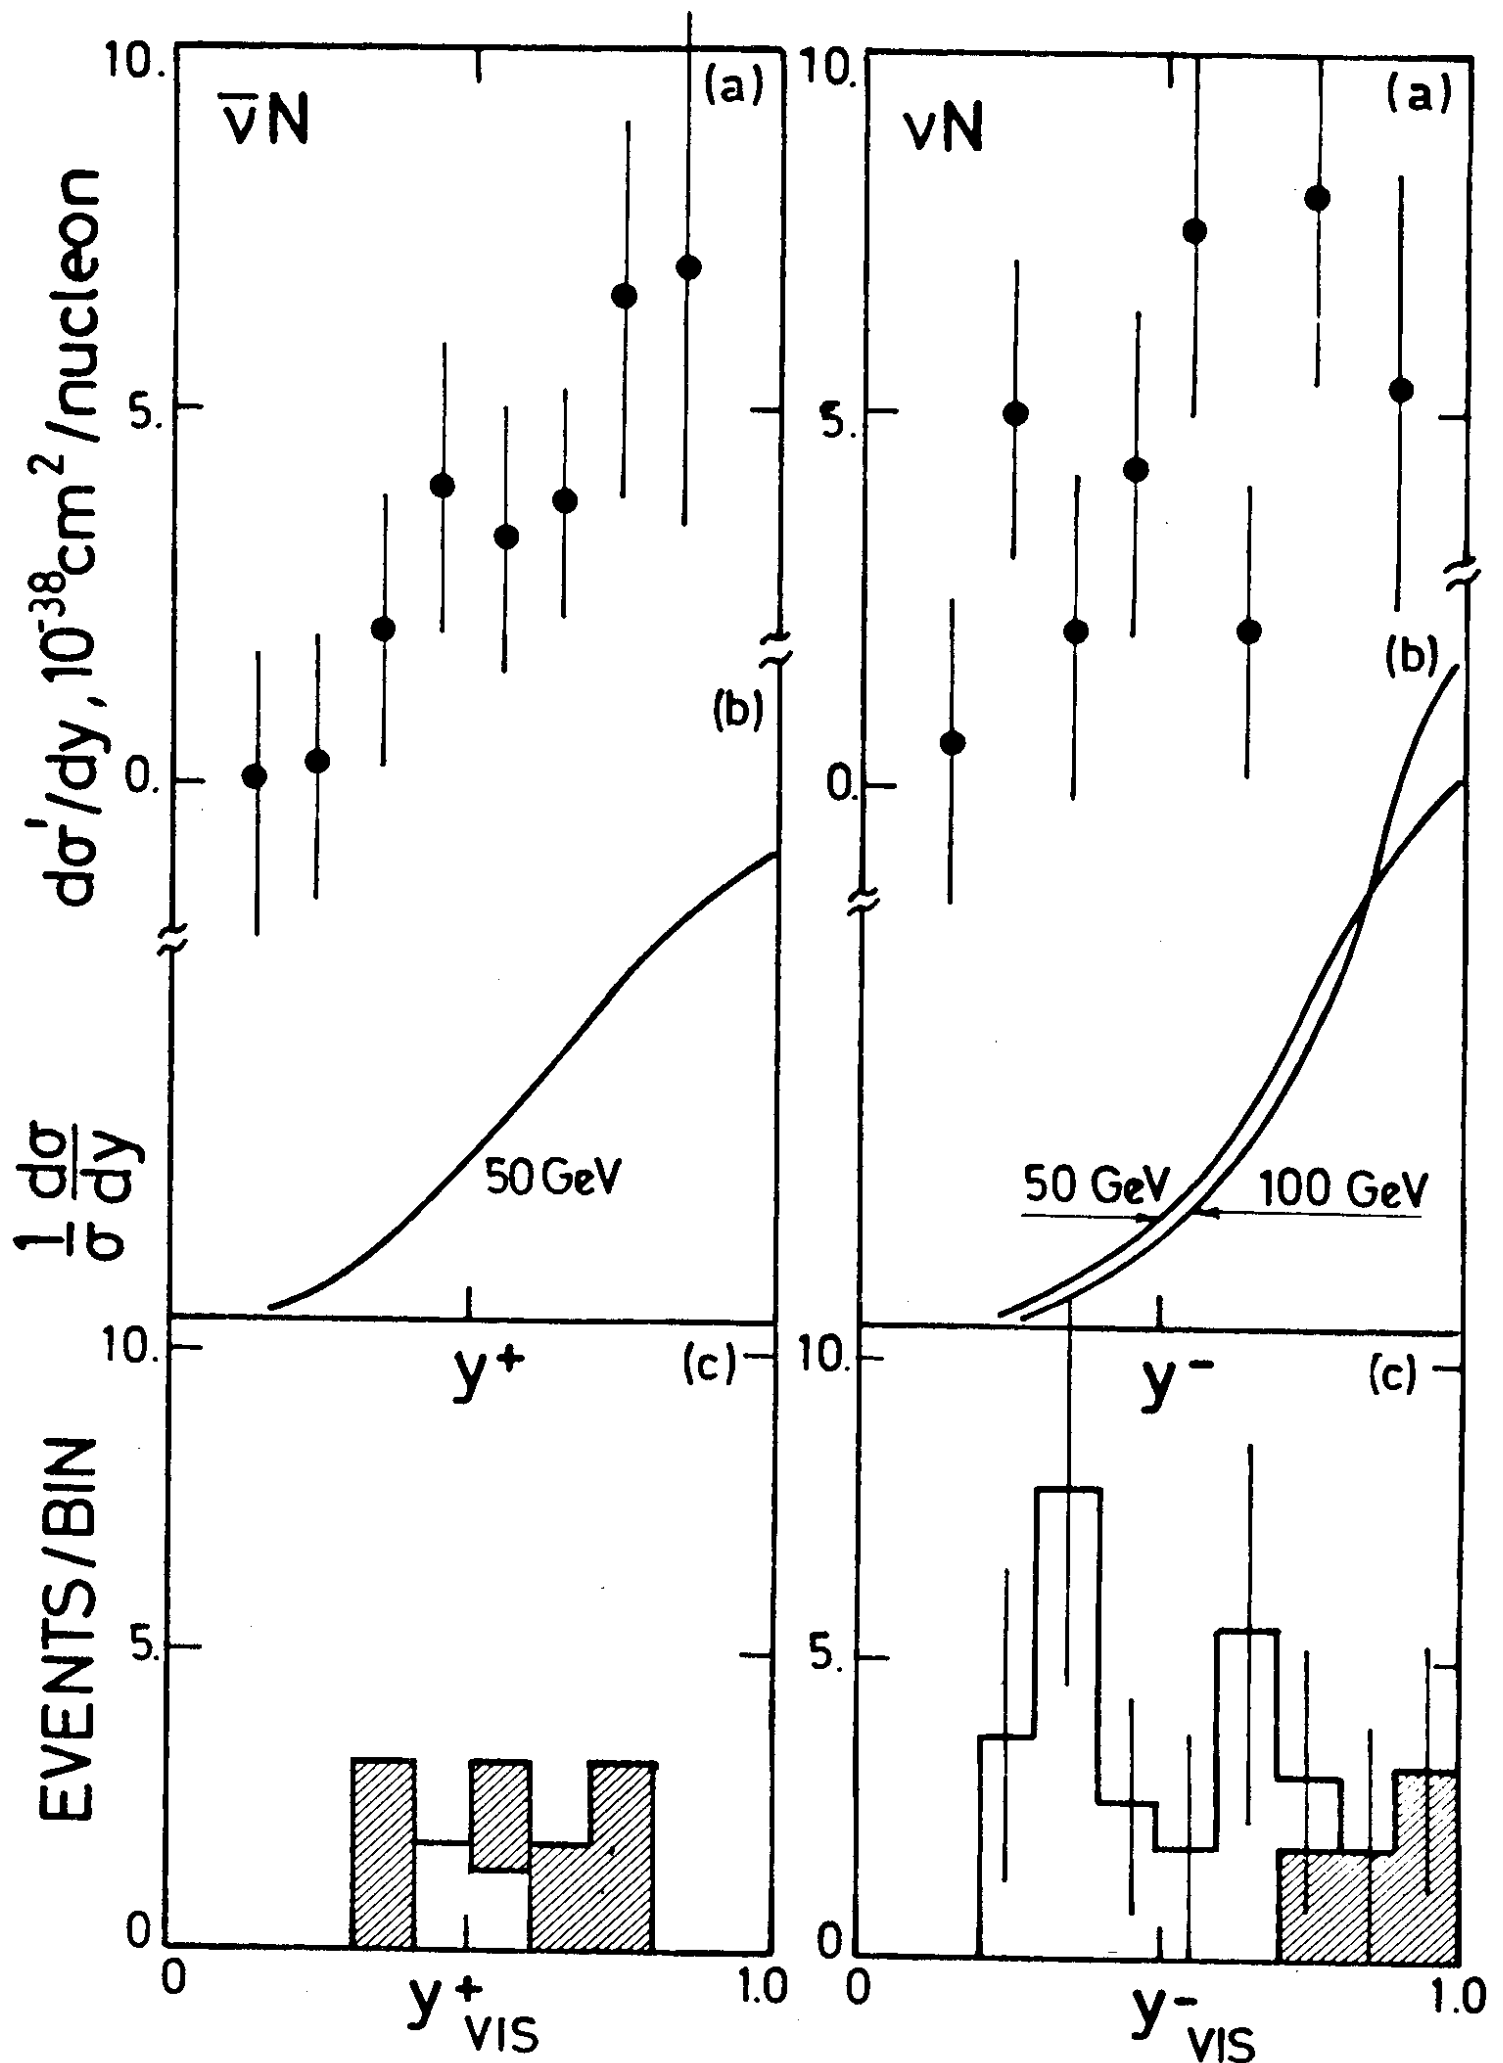 10.
ν̄N
(a)
5.
0.
dσ'/dy, 10⁻³⁸cm²/nucleon
(b)
50 GeV
1/σ dσ/dy
10.
y⁺
(c)
5.
0
EVENTS/BIN
0
y⁺VIS
1.0
10.
νN
(a)
5.
0.
(b)
50 GeV
100 GeV
10.
y⁻
(c)
5.
0
0
y⁻VIS
1.0